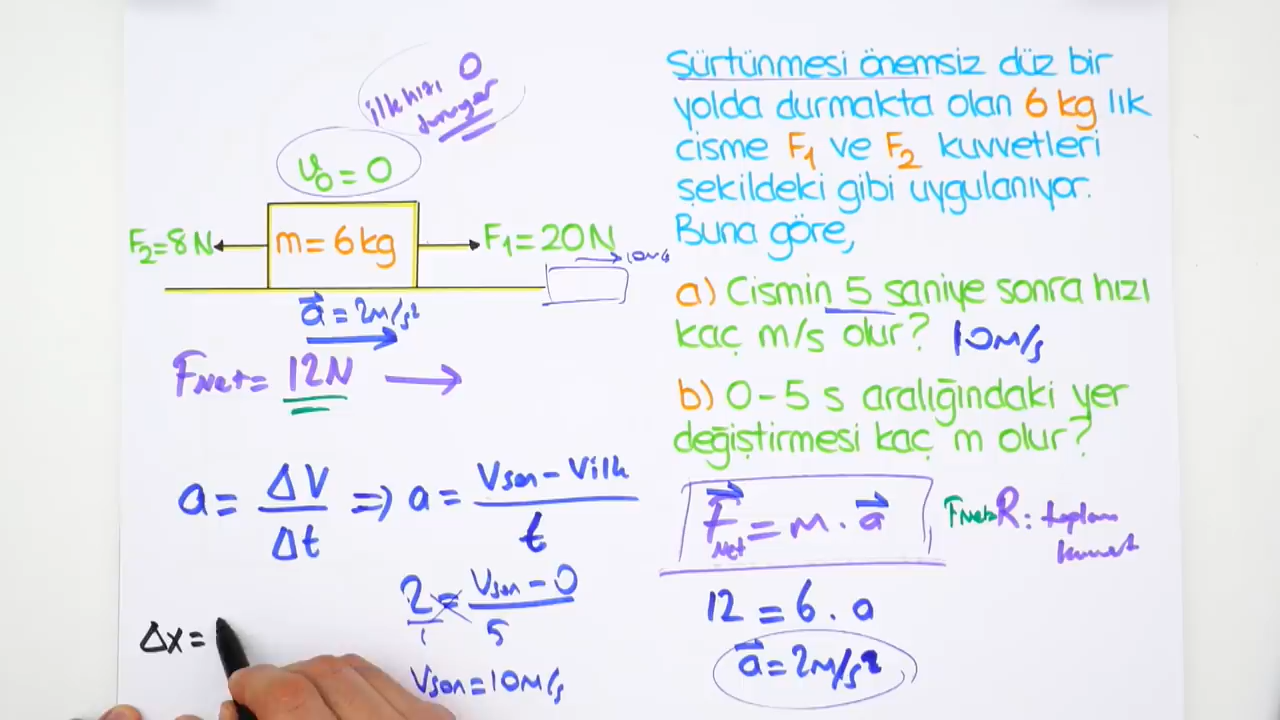 ilk hızı 0
duruyor
V₀ = 0
F₂=8N
m=6kg
F₁=20N
10m/s
a=2m/s²
FNet= 12N
a = ΔV/Δt => a = Vson - Vilk / t
2/1 = Vson - 0 / 5
Vson=10m/s
Δx=
Sürtünmesi önemsiz düz bir
yolda durmakta olan 6 kg lık
cisme F₁ ve F₂ kuvvetleri
şekildeki gibi uygulanıyor.
Buna göre,
a) Cismin 5 saniye sonra hızı
kaç m/s olur? 10m/s
b) 0-5 s aralığındaki yer
değiştirmesi kaç m olur?
FNet = m . a
FNet=R: toplam
kuvvet
12 = 6 . a
a=2m/s²